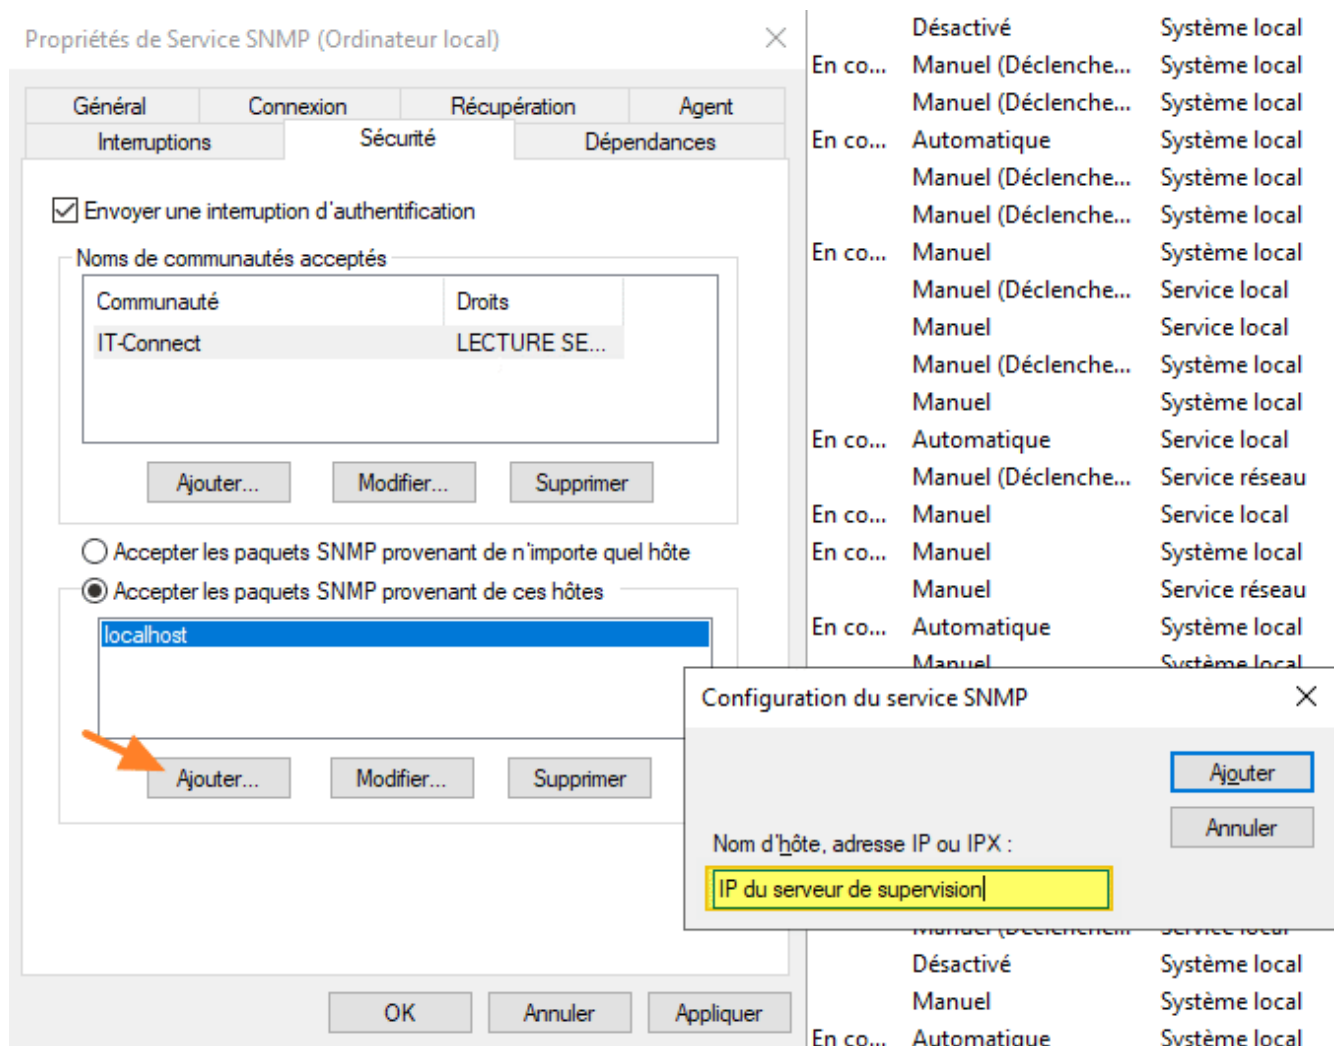 Propriétés de Service SNMP (Ordinateur local)
Général Connexion Récupération Agent
Interruptions Sécurité Dépendances
Envoyer une interruption d'authentification
Noms de communautés acceptés
Communauté Droits
IT-Connect LECTURE SE...
Ajouter... Modifier... Supprimer
Accepter les paquets SNMP provenant de n'importe quel hôte
Accepter les paquets SNMP provenant de ces hôtes
localhost
Ajouter... Modifier... Supprimer
OK Annuler Appliquer
Désactivé Système local
En co... Manuel (Déclenche... Système local
Manuel (Déclenche... Système local
En co... Automatique Système local
Manuel (Déclenche... Système local
Manuel (Déclenche... Système local
En co... Manuel Système local
Manuel (Déclenche... Service local
Manuel Service local
Manuel (Déclenche... Système local
Manuel Système local
En co... Automatique Service local
Manuel (Déclenche... Service réseau
En co... Manuel Service local
En co... Manuel Système local
Manuel Service réseau
En co... Automatique Système local
Manuel Système local
Configuration du service SNMP
Ajouter
Annuler
Nom d'hôte, adresse IP ou IPX :
IP du serveur de supervision
Manuel (Déclenche... Service local
Désactivé Système local
Manuel Système local
En co... Automatique Système local